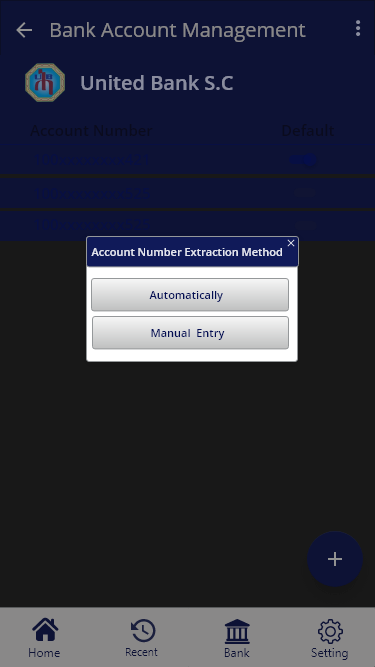 Bank Account Management
United Bank S.C
Account Number Default
Account Number Extraction Method
Automatically
Manual Entry
Home Recent Bank Setting